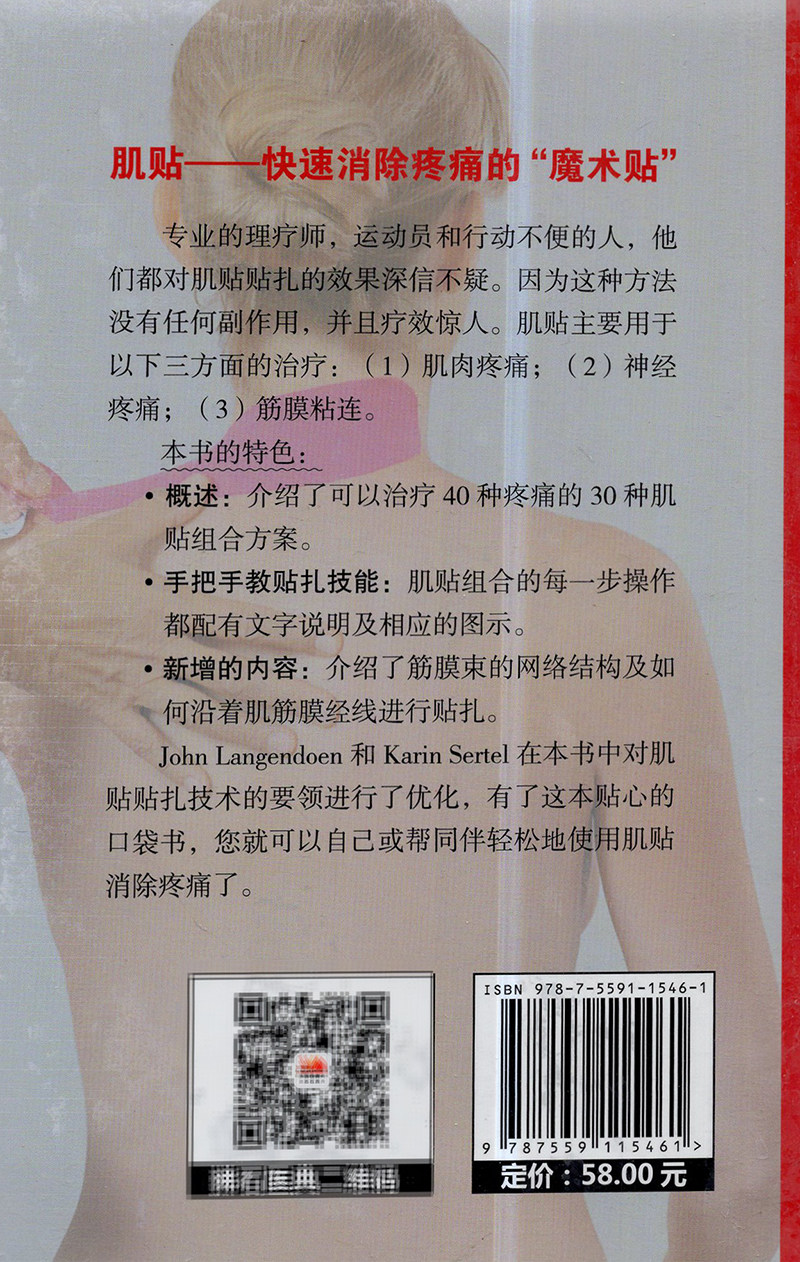 肌贴——快速消除疼痛的“魔术贴”
专业的理疗师，运动员和行动不便的人，他
们都对肌贴贴扎的效果深信不疑。因为这种方法
没有任何副作用，并且疗效惊人。肌贴主要用于
以下三方面的治疗：（1）肌肉疼痛；（2）神经
疼痛；（3）筋膜粘连。
本书的特色：
• 概述：介绍了可以治疗 40 种疼痛的 30 种肌
贴组合方案。
• 手把手教贴扎技能：肌贴组合的每一步操作
都配有文字说明及相应的图示。
• 新增的内容：介绍了筋膜束的网络结构及如
何沿着肌筋膜经线进行贴扎。
John Langendoen 和 Karin Sertel 在本书中对肌
贴贴扎技术的要领进行了优化，有了这本贴心的
口袋书，您就可以自己或帮同伴轻松地使用肌贴
消除疼痛了。
ISBN 978-7-5591-1546-1
9 787559 115461 >
定价：58.00 元